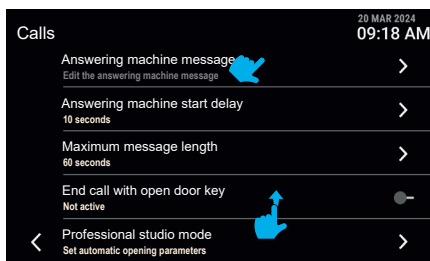 20 MAR 2024
Calls 09:18 AM
Answering machine message
Edit the answering machine message
Answering machine start delay
10 seconds
Maximum message length
60 seconds
End call with open door key
Not active
Professional studio mode
Set automatic opening parameters